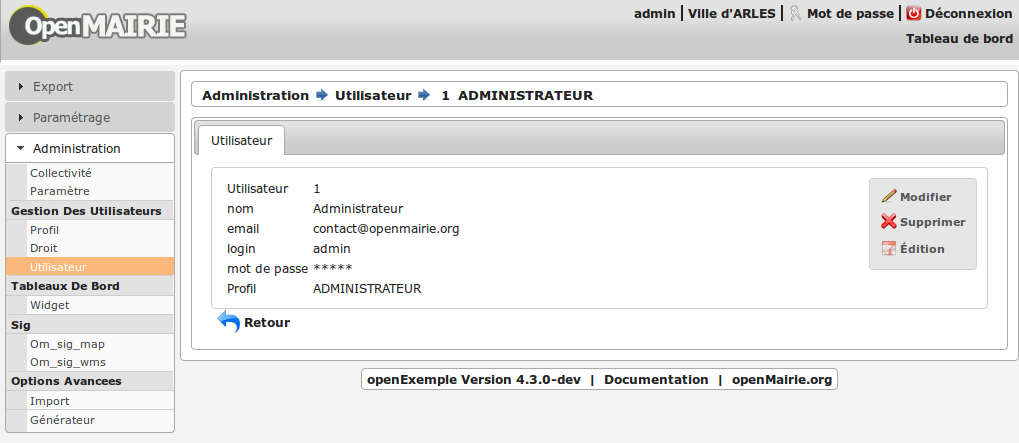 openMAIRIE
admin | Ville d'ARLES | Mot de passe | Déconnexion
Tableau de bord
Export
Paramétrage
Administration
Collectivité
Paramètre
Gestion Des Utilisateurs
Profil
Droit
Utilisateur
Tableaux De Bord
Widget
Sig
Om_sig_map
Om_sig_wms
Options Avancees
Import
Générateur
Administration Utilisateur 1 ADMINISTRATEUR
Utilisateur
Utilisateur 1
nom Administrateur
email contact@openmairie.org
login admin
mot de passe *****
Profil ADMINISTRATEUR
Modifier
Supprimer
Édition
Retour
openExemple Version 4.3.0-dev | Documentation | openMairie.org